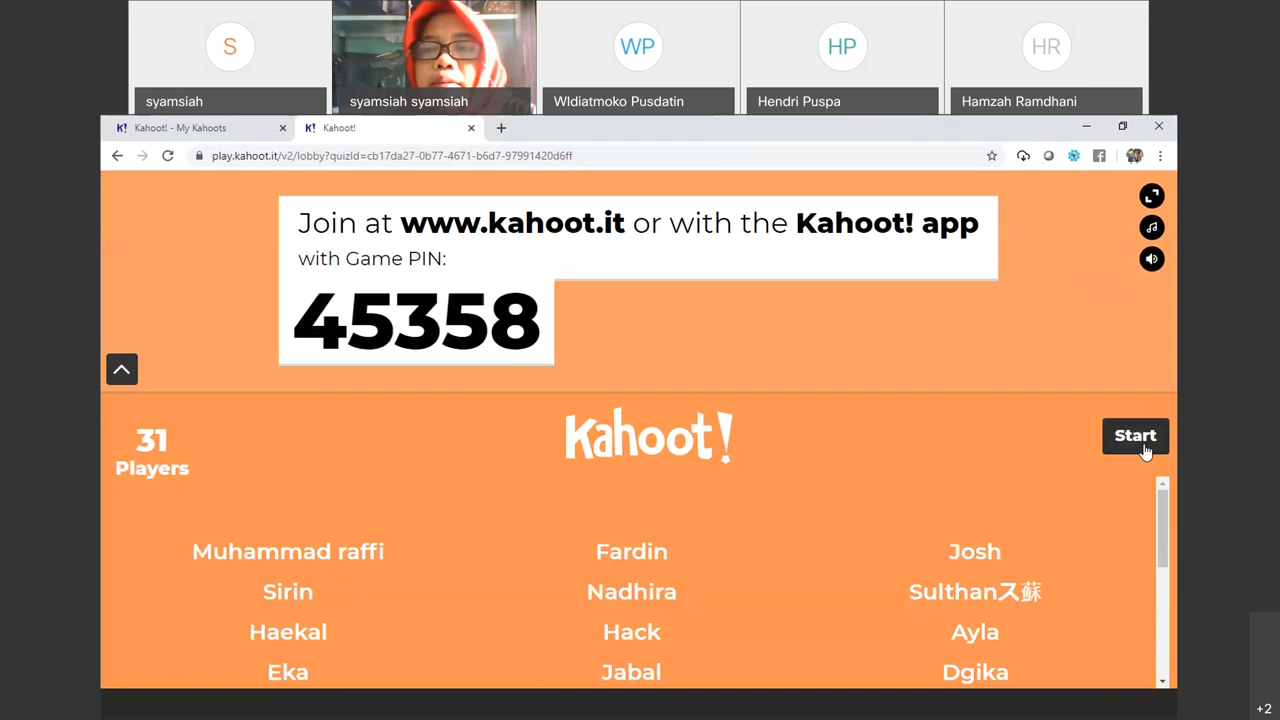 S
WP
HP
HR
syamsiah
syamsiah syamsiah
WIdiatmoko Pusdatin
Hendri Puspa
Hamzah Ramdhani
K! Kahoot! - My Kahoots
K! Kahoot!
play.kahoot.it/v2/lobby?quizId=cb17da27-0b77-4671-b6d7-97991420d6ff
Join at www.kahoot.it or with the Kahoot! app
with Game PIN:
45358
31
Players
Kahoot!
Start
Muhammad raffi
Fardin
Josh
Sirin
Nadhira
Sulthanス蘇
Haekal
Hack
Ayla
Eka
Jabal
Dgika
+2